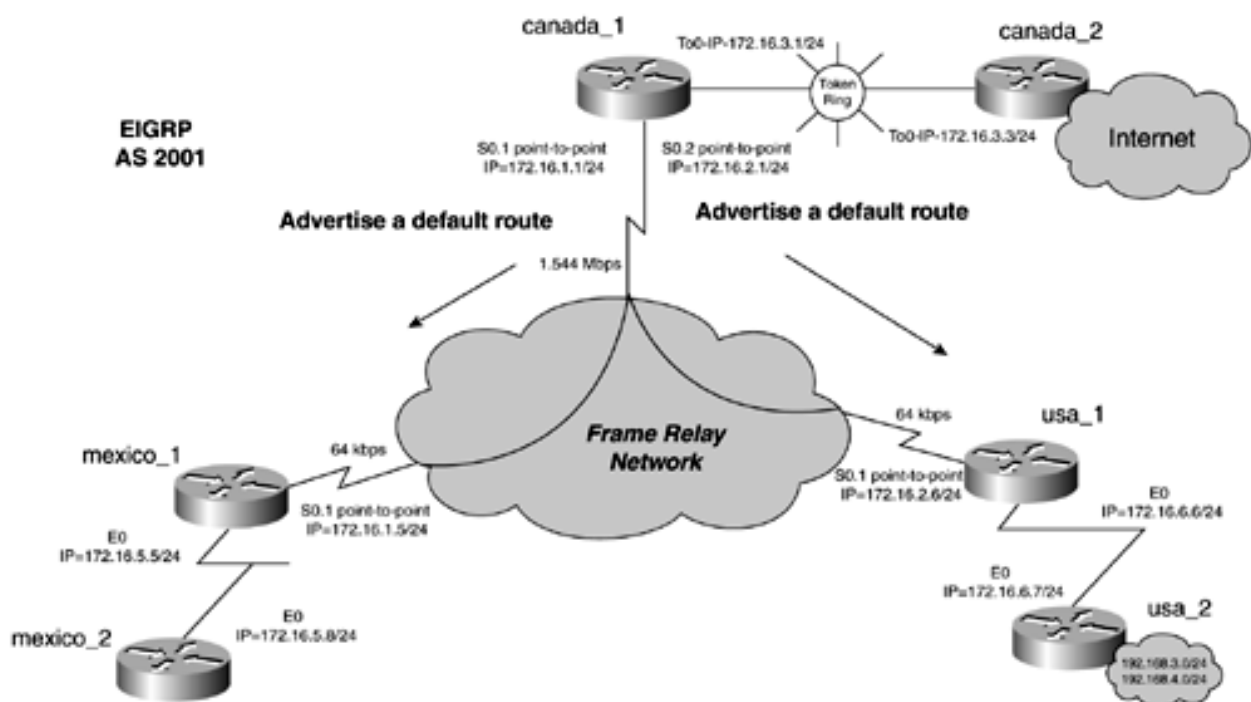 canada_1
To0-IP-172.16.3.1/24
canada_2
Token
Ring
To0-IP-172.16.3.3/24
Internet
EIGRP
AS 2001
S0.1 point-to-point
IP=172.16.1.1/24
S0.2 point-to-point
IP=172.16.2.1/24
Advertise a default route
Advertise a default route
1.544 Mbps
Frame Relay
Network
64 kbps
64 kbps
mexico_1
S0.1 point-to-point
IP=172.16.1.5/24
E0
IP=172.16.5.5/24
E0
IP=172.16.5.8/24
mexico_2
usa_1
S0.1 point-to-point
IP=172.16.2.6/24
E0
IP=172.16.6.6/24
E0
IP=172.16.6.7/24
usa_2
192.168.3.0/24
192.168.4.0/24